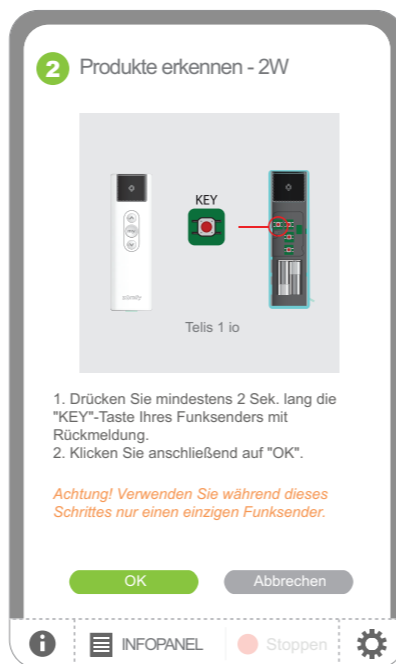 2 Produkte erkennen - 2W
KEY
Telis 1 io
1. Drücken Sie mindestens 2 Sek. lang die
"KEY"-Taste Ihres Funksenders mit
Rückmeldung.
2. Klicken Sie anschließend auf "OK".
Achtung! Verwenden Sie während dieses
Schrittes nur einen einzigen Funksender.
OK Abbrechen
INFOPANEL Stoppen